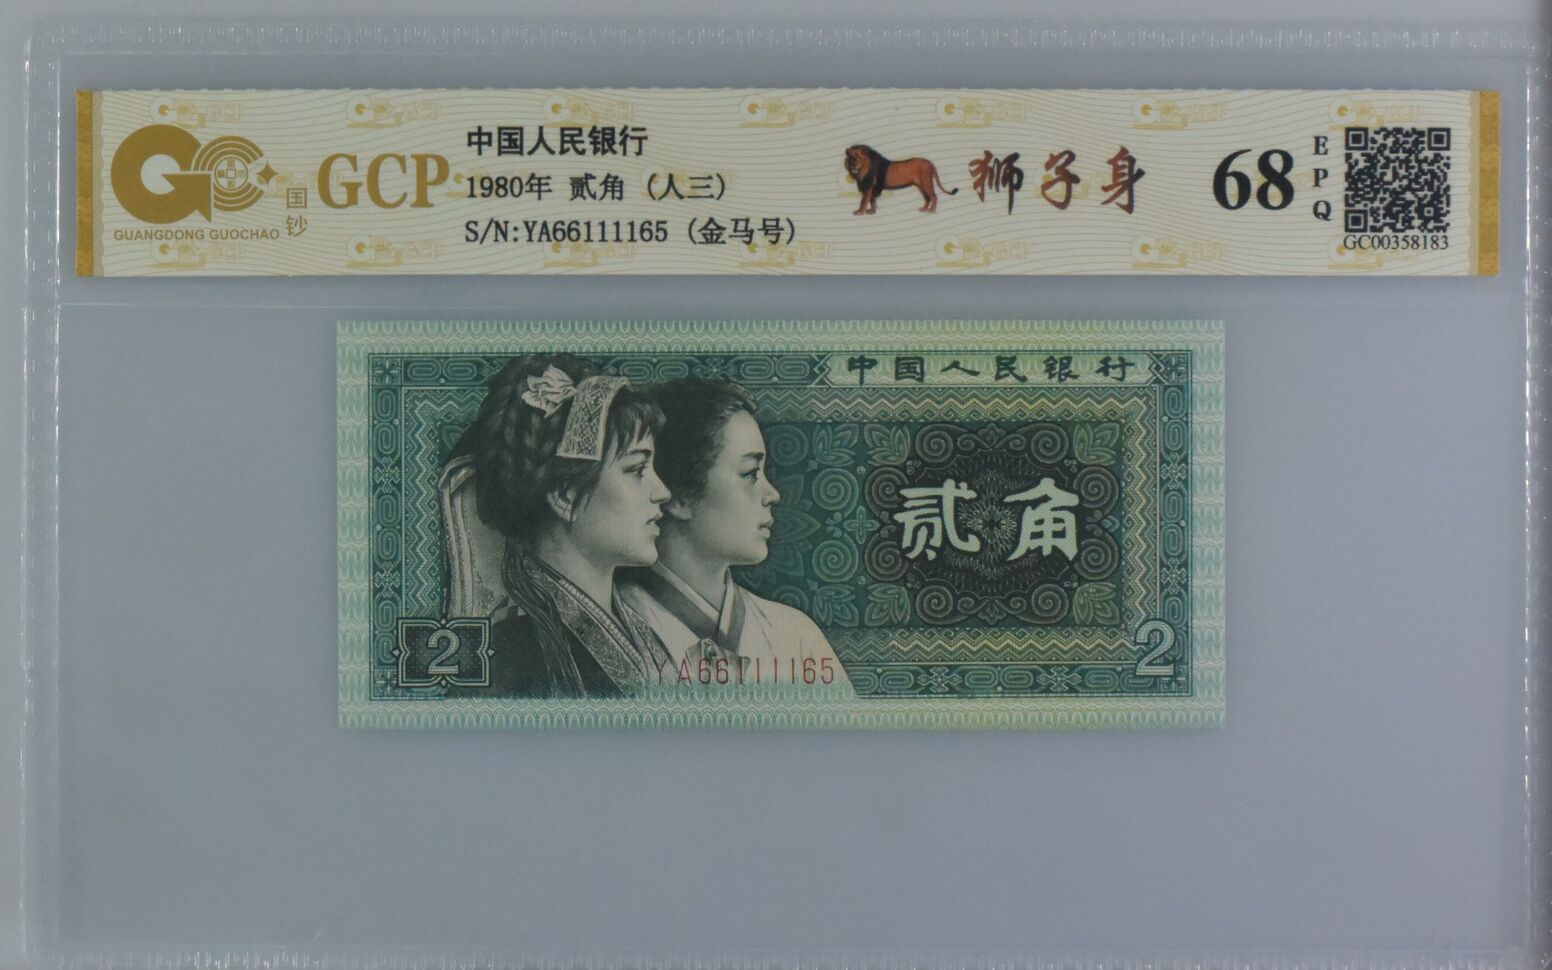 GC
GUANGDONG GUOCHAO
国钞
GCP
中国人民银行
1980年 贰角 (人三)
S/N:YA66111165 (金马号)
狮子身
68
EPQ
GC00358183
中国人民银行
贰角
2
YA66111165
2